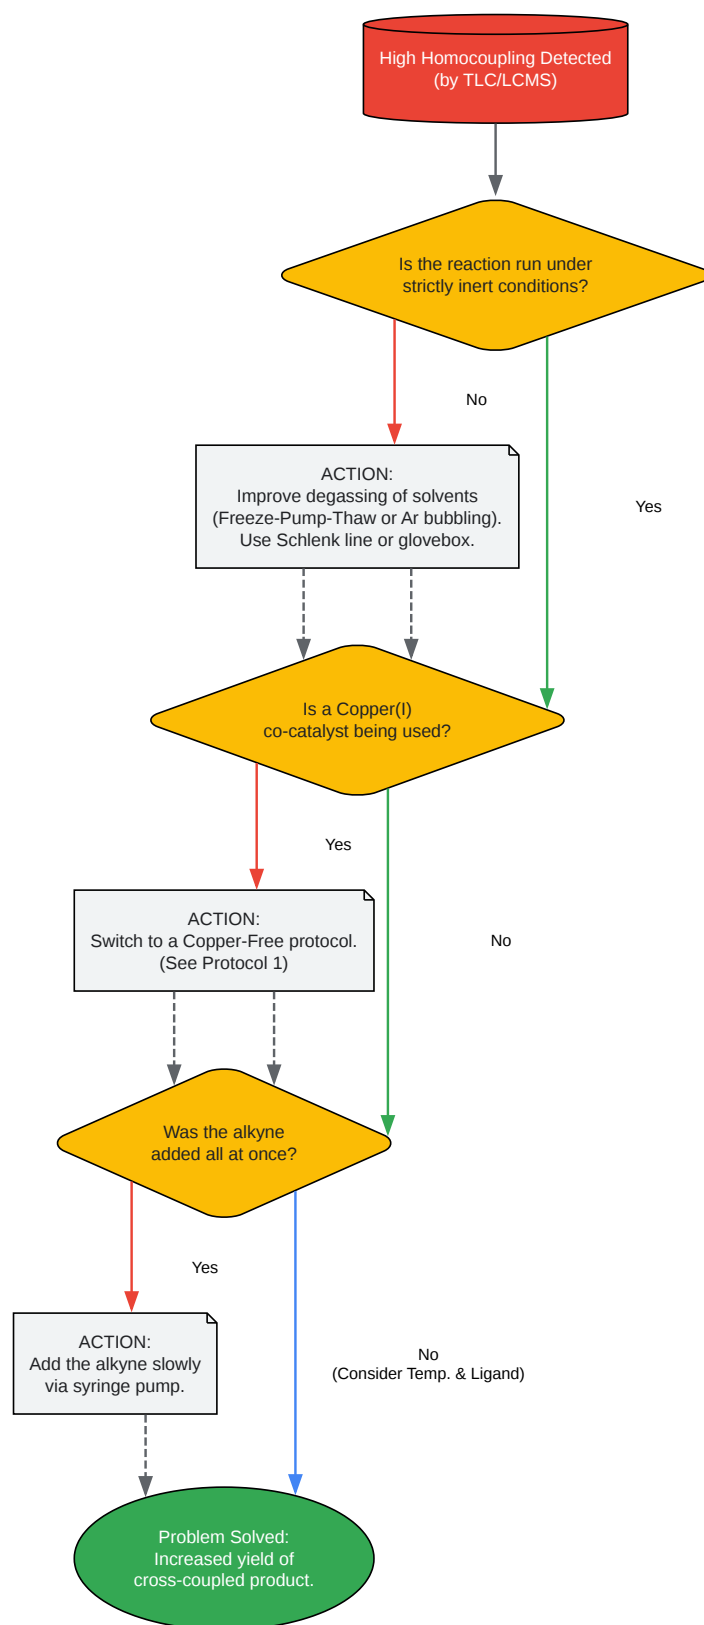 High Homocoupling Detected
(by TLC/LCMS)
Is the reaction run under
strictly inert conditions?
No
ACTION:
Improve degassing of solvents
(Freeze-Pump-Thaw or Ar bubbling).
Use Schlenk line or glovebox.
Yes
Is a Copper(I)
co-catalyst being used?
Yes
ACTION:
Switch to a Copper-Free protocol.
(See Protocol 1)
No
Was the alkyne
added all at once?
Yes
ACTION:
Add the alkyne slowly
via syringe pump.
No
(Consider Temp. & Ligand)
Problem Solved:
Increased yield of
cross-coupled product.